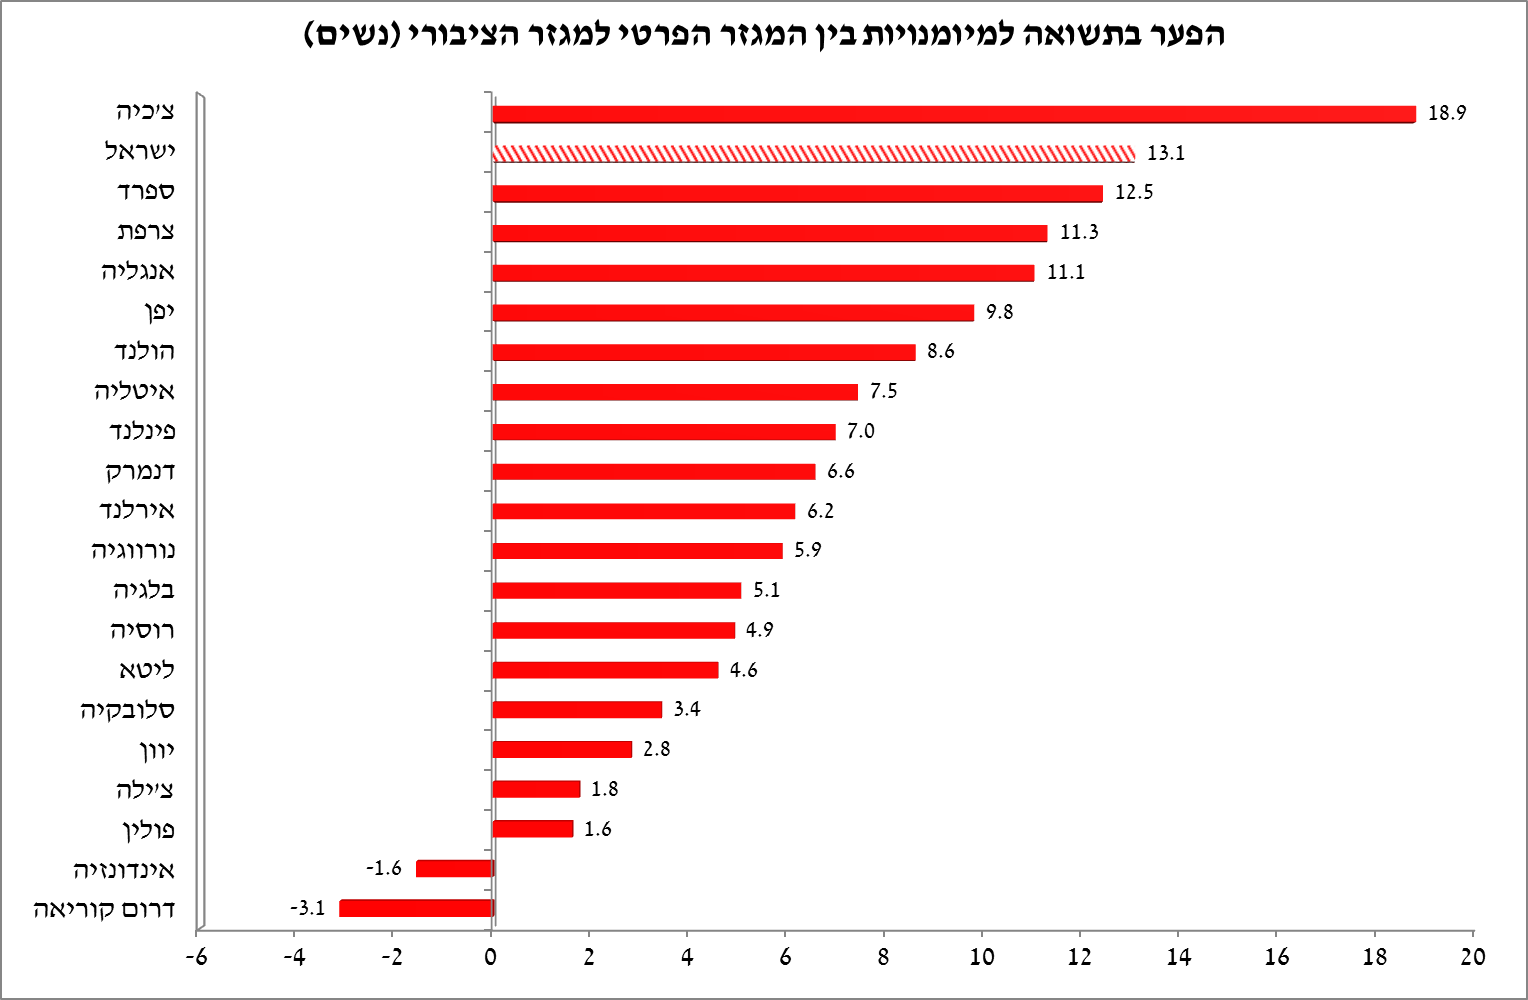 הפער בתשואה למיומנויות בין המגזר הפרטי למגזר הציבורי (נשים)
צ'כיה 18.9
ישראל 13.1
ספרד 12.5
צרפת 11.3
אנגליה 11.1
יפן 9.8
הולנד 8.6
איטליה 7.5
פינלנד 7.0
דנמרק 6.6
אירלנד 6.2
נורווגיה 5.9
בלגיה 5.1
רוסיה 4.9
ליטא 4.6
סלובקיה 3.4
יוון 2.8
צ'ילה 1.8
פולין 1.6
אינדונזיה -1.6
דרום קוריאה -3.1
-6 -4 -2 0 2 4 6 8 10 12 14 16 18 20